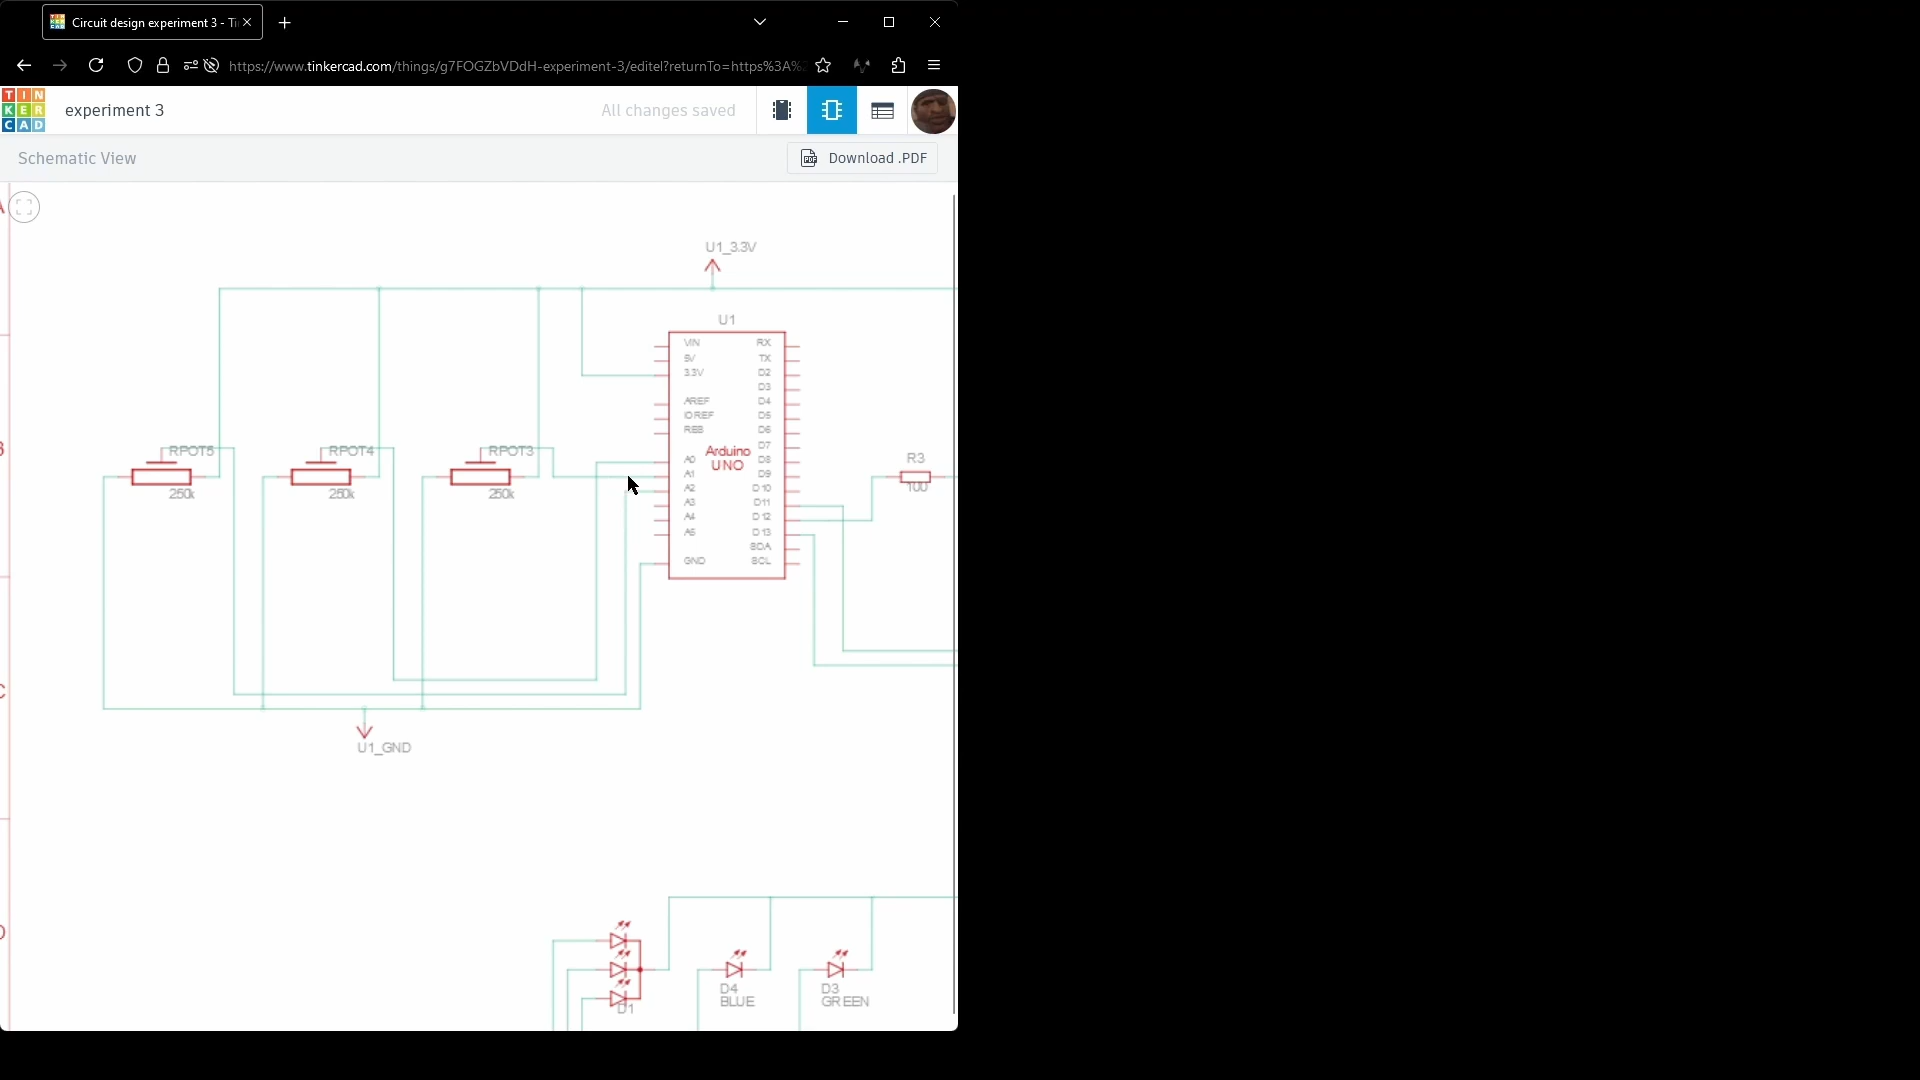 Circuit design experiment 3 - Ti
https://www.tinkercad.com/things/g7FOGZbVDdH-experiment-3/editel?returnTo=https%3A%
TIN
KER
CAD
experiment 3
All changes saved
Schematic View
Download .PDF
A
U1_3.3V
U1
VIN RX
5V TX
3.3V D2
D3
AREF D4
IOREF D5
RES D6
B
RPOT5 RPOT4 RPOT3
D7
Arduino
UNO
A0 D8
A1 D9
A2 D10
A3 D11
A4 D12
A5 D13
SDA
GND SCL
R3
100
250k 250k 250k
C
U1_GND
D
D1
D4
BLUE
D3
GREEN